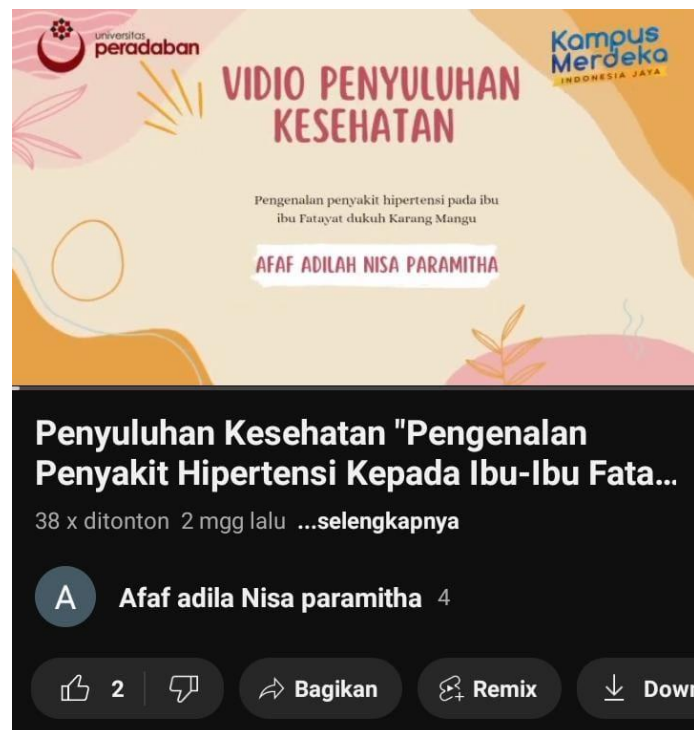 universitas
peradaban
Kampus
Merdeka
INDONESIA JAYA
VIDIO PENYULUHAN
KESEHATAN
Pengenalan penyakit hipertensi pada ibu
ibu Fatayat dukuh Karang Mangu
AFAF ADILAH NISA PARAMITHA
Penyuluhan Kesehatan "Pengenalan
Penyakit Hipertensi Kepada Ibu-Ibu Fata...
38 x ditonton 2 mgg lalu ...selengkapnya
A Afaf adila Nisa paramitha 4
2 Bagikan Remix Down